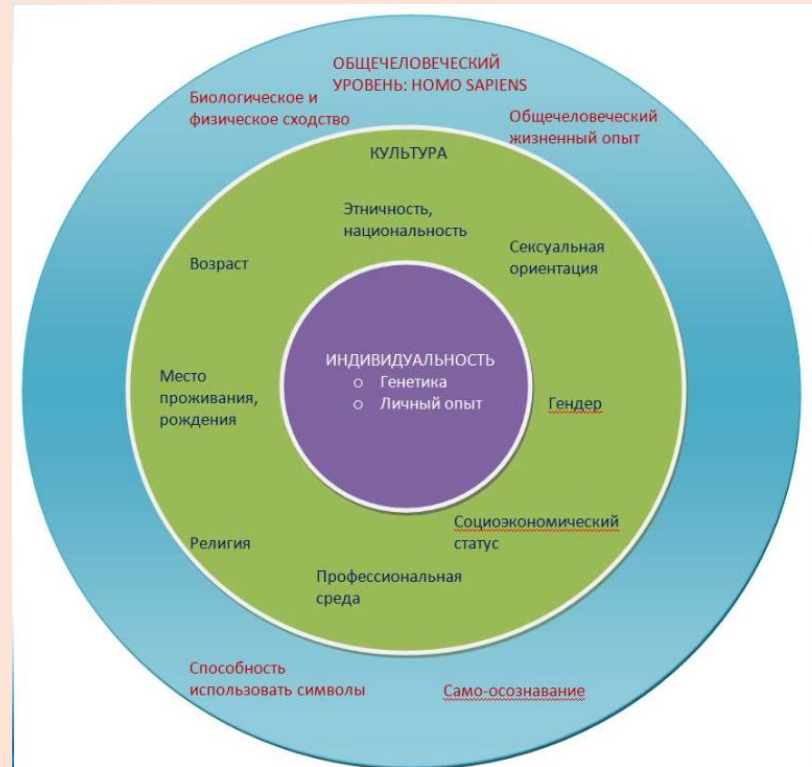 ОБЩЕЧЕЛОВЕЧЕСКИЙ
УРОВЕНЬ: HOMO SAPIENS
Биологическое и
физическое сходство
Общечеловеческий
жизненный опыт
КУЛЬТУРА
Этничность,
национальность
Сексуальная
ориентация
Возраст
ИНДИВИДУАЛЬНОСТЬ
o Генетика
o Личный опыт
Место
проживания,
рождения
Гендер
Социоэкономический
статус
Религия
Профессиональная
среда
Способность
использовать символы
Само-осознавание